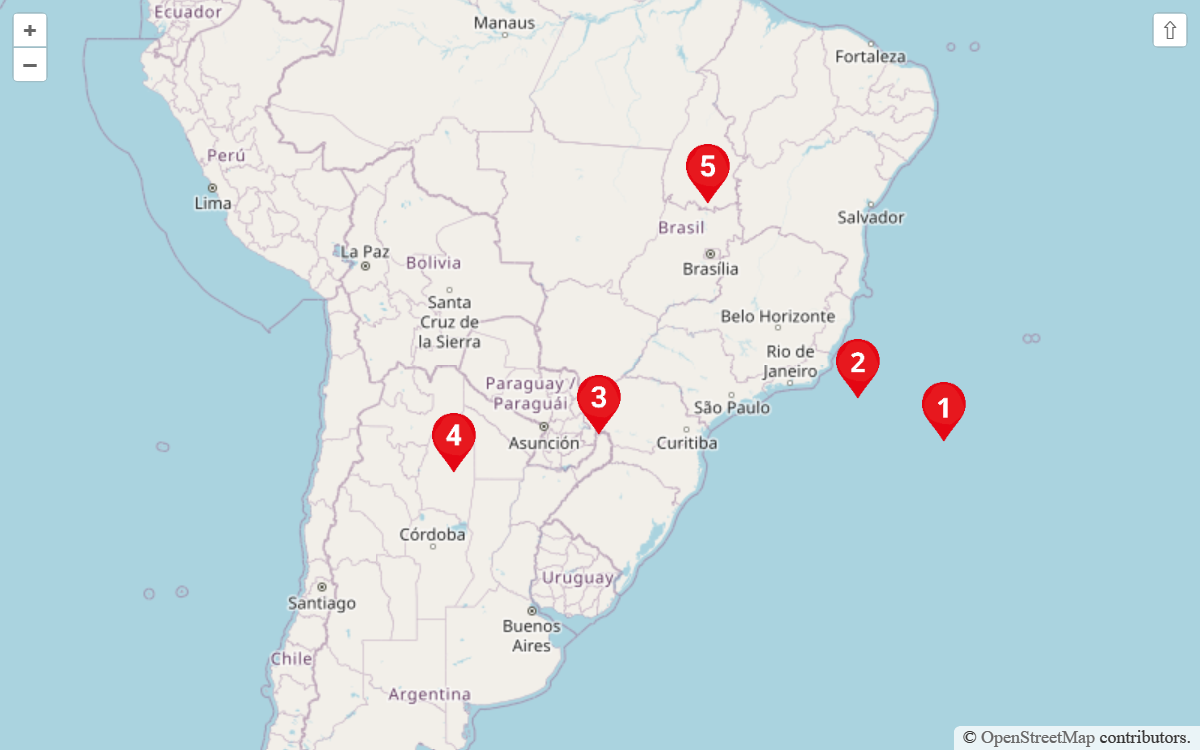 Ecuador
Manaus
+
⇧
Fortaleza
−
Perú
5
Lima
Salvador
Brasil
La Paz
Bolivia
Brasília
Santa
Cruz de
la Sierra
Belo Horizonte
Rio de
Janeiro
2
Paraguay /
Paraguái
3
1
São Paulo
4
Asunción
Curitiba
Córdoba
Uruguay
Santiago
Buenos
Aires
Chile
Argentina
© OpenStreetMap contributors.